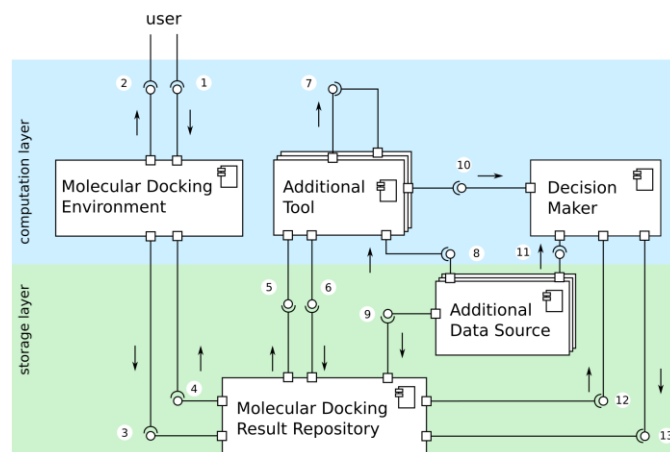 user
2
1
7
computation layer
Molecular Docking
Environment
Additional
Tool
10
Decision
Maker
8
11
storage layer
5
6
9
Additional
Data Source
4
3
Molecular Docking
Result Repository
12
13